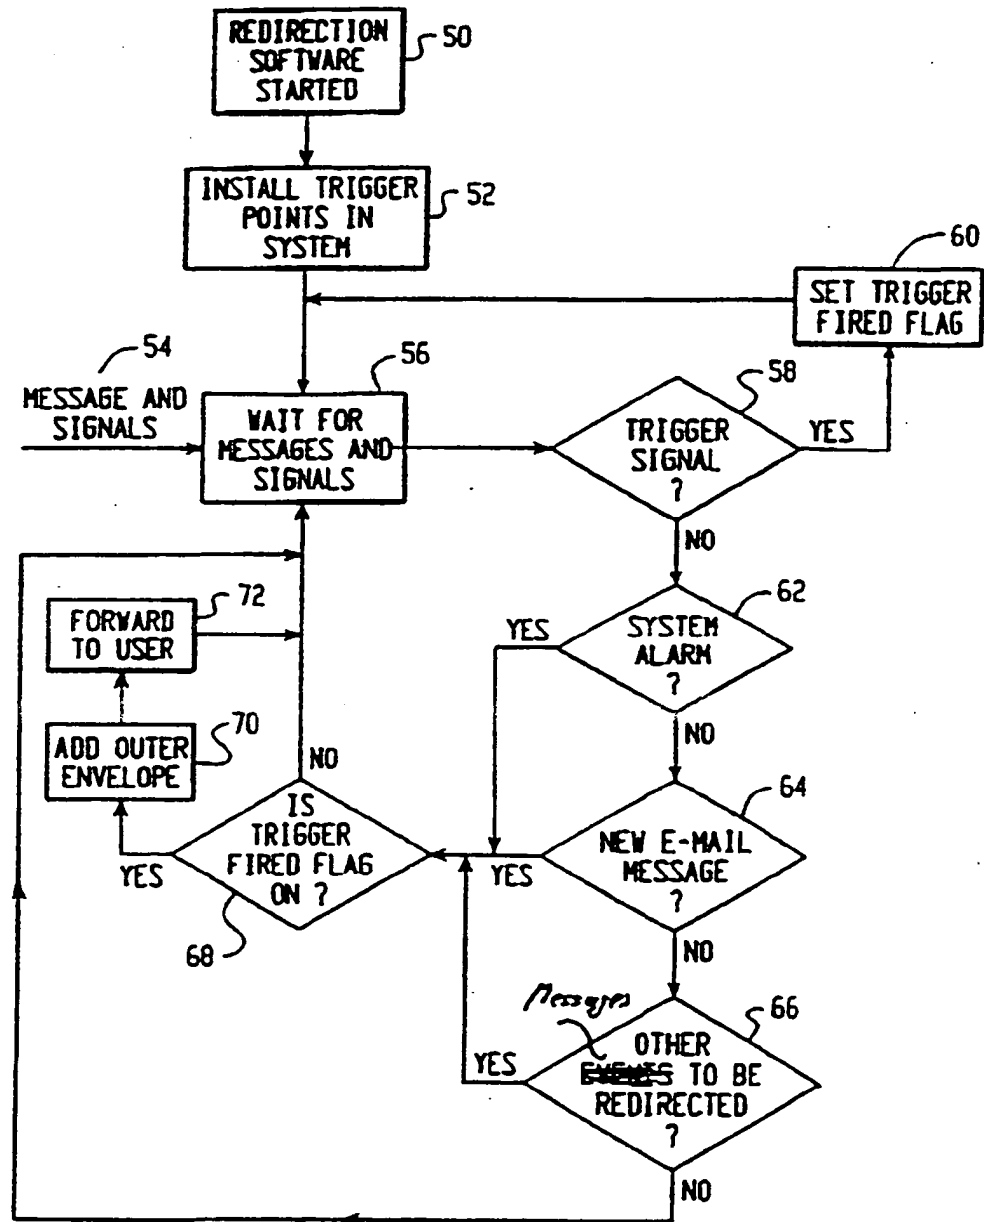 REDIRECTION
SOFTWARE
STARTED
50
INSTALL TRIGGER
POINTS IN
SYSTEM
52
60
SET TRIGGER
FIRED FLAG
54
MESSAGE AND
SIGNALS
56
WAIT FOR
MESSAGES AND
SIGNALS
58
TRIGGER
SIGNAL
?
YES
NO
62
SYSTEM
ALARM
?
YES
NO
72
FORWARD
TO USER
70
ADD OUTER
ENVELOPE
NO
IS
TRIGGER
FIRED FLAG
ON ?
YES
68
64
NEW E-MAIL
MESSAGE
?
YES
NO
Messages
66
OTHER
EVENTS TO BE
REDIRECTED
?
YES
NO